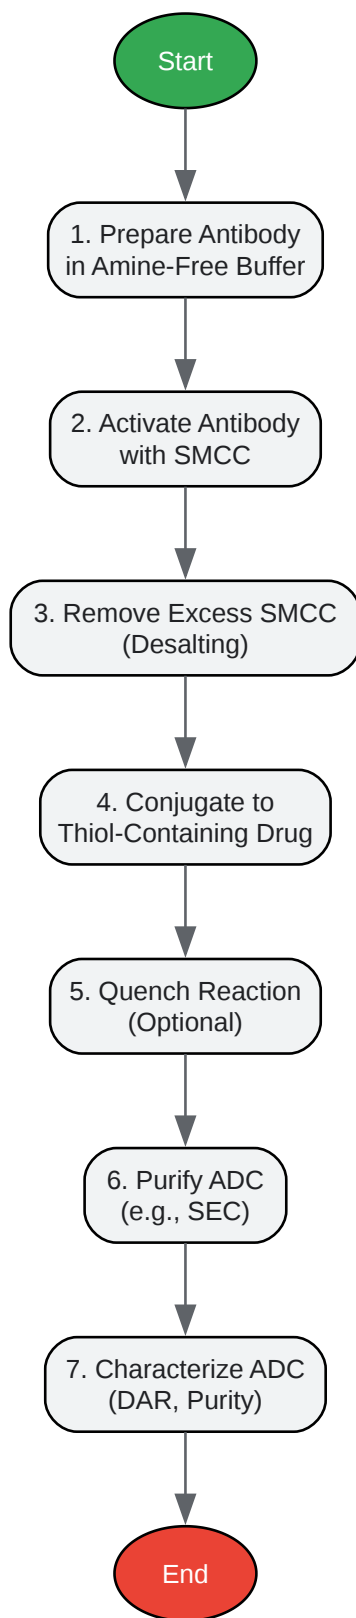 Start
1. Prepare Antibody
in Amine-Free Buffer
2. Activate Antibody
with SMCC
3. Remove Excess SMCC
(Desalting)
4. Conjugate to
Thiol-Containing Drug
5. Quench Reaction
(Optional)
6. Purify ADC
(e.g., SEC)
7. Characterize ADC
(DAR, Purity)
End